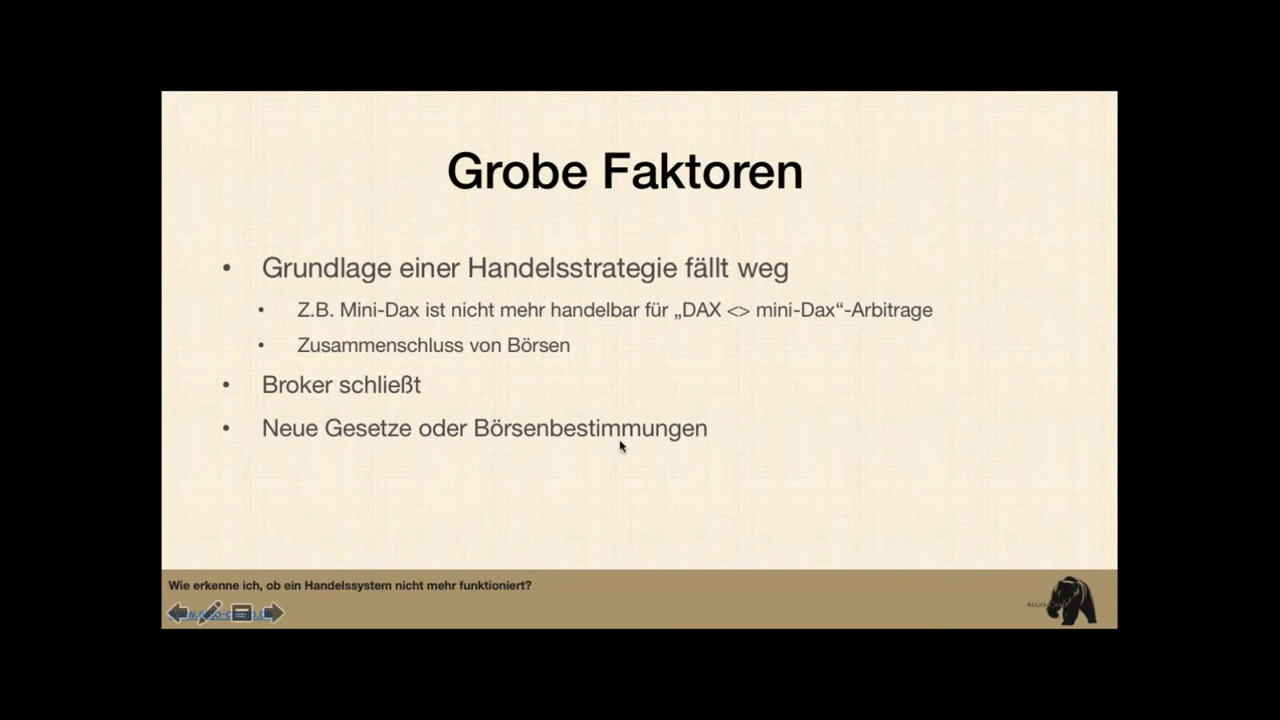 Grobe Faktoren
• Grundlage einer Handelsstrategie fällt weg
• Z.B. Mini-Dax ist nicht mehr handelbar für „DAX <> mini-Dax“-Arbitrage
• Zusammenschluss von Börsen
• Broker schließt
• Neue Gesetze oder Börsenbestimmungen
Wie erkenne ich, ob ein Handelssystem nicht mehr funktioniert?